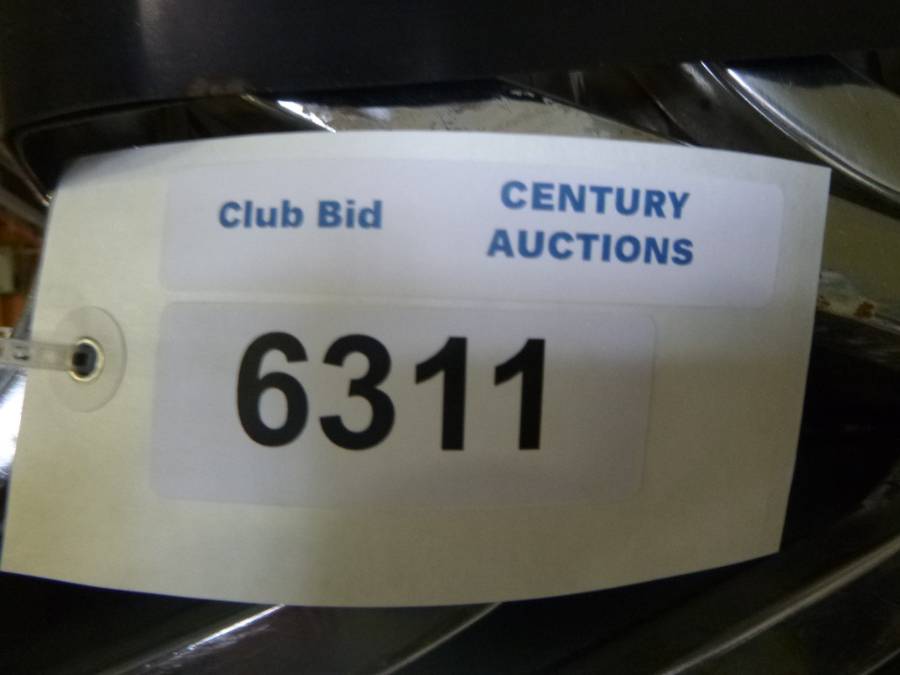 Club Bid
CENTURY
AUCTIONS
6311